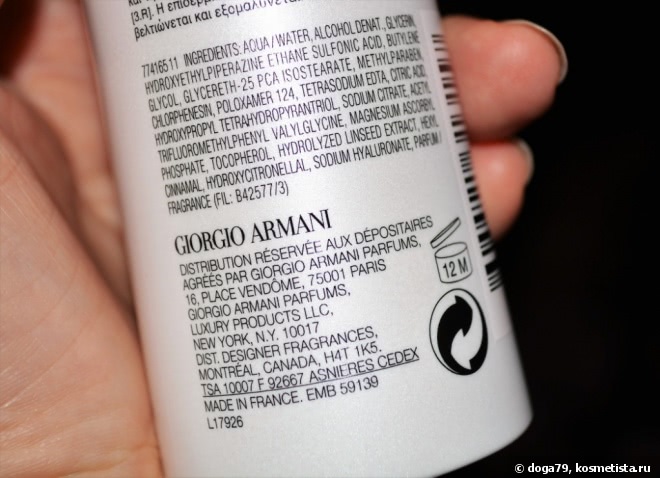 [3.R] Η επιδερμ
βελτιώνεται και εξομαλύνεται
77416511 INGREDIENTS: AQUA / WATER, ALCOHOL DENAT., GLYCERIN,
HYDROXYETHYLPIPERAZINE ETHANE SULFONIC ACID, BUTYLENE
GLYCOL, GLYCERETH-25 PCA ISOSTEARATE, METHYLPARABEN,
CHLORPHENESIN, POLOXAMER 124, TETRASODIUM EDTA, CITRIC ACID,
HYDROXYPROPYL TETRAHYDROPYRANTRIOL, SODIUM CITRATE, ACETYL
TRIFLUOROMETHYLPHENYL VALYLGLYCINE, MAGNESIUM ASCORBYL
PHOSPHATE, TOCOPHEROL, HYDROLYZED LINSEED EXTRACT, HEXYL
CINNAMAL, HYDROXYCITRONELLAL, SODIUM HYALURONATE, PARFUM /
FRAGRANCE (FIL: B42577/3)
GIORGIO ARMANI
DISTRIBUTION RÉSERVÉE AUX DÉPOSITAIRES
AGRÉÉS PAR GIORGIO ARMANI PARFUMS,
16, PLACE VENDÔME, 75001 PARIS
GIORGIO ARMANI PARFUMS,
LUXURY PRODUCTS LLC,
NEW YORK, N.Y. 10017
DIST. DESIGNER FRAGRANCES,
MONTRÉAL, CANADA, H4T 1K5.
TSA 10007 F 92667 ASNIERES CEDEX
MADE IN FRANCE. EMB 59139
L17926
12 M
© doga79, kosmetista.ru